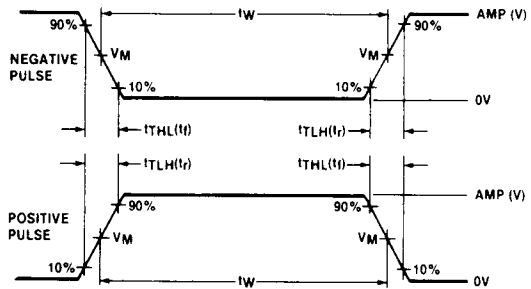 tW
AMP (V)
90%
90%
NEGATIVE
PULSE
VM
VM
10%
10%
0V
tTHL(tf)
tTLH(tr)
tTLH(tr)
tTHL(tf)
AMP (V)
90%
90%
POSITIVE
PULSE
VM
VM
10%
10%
tW
0V